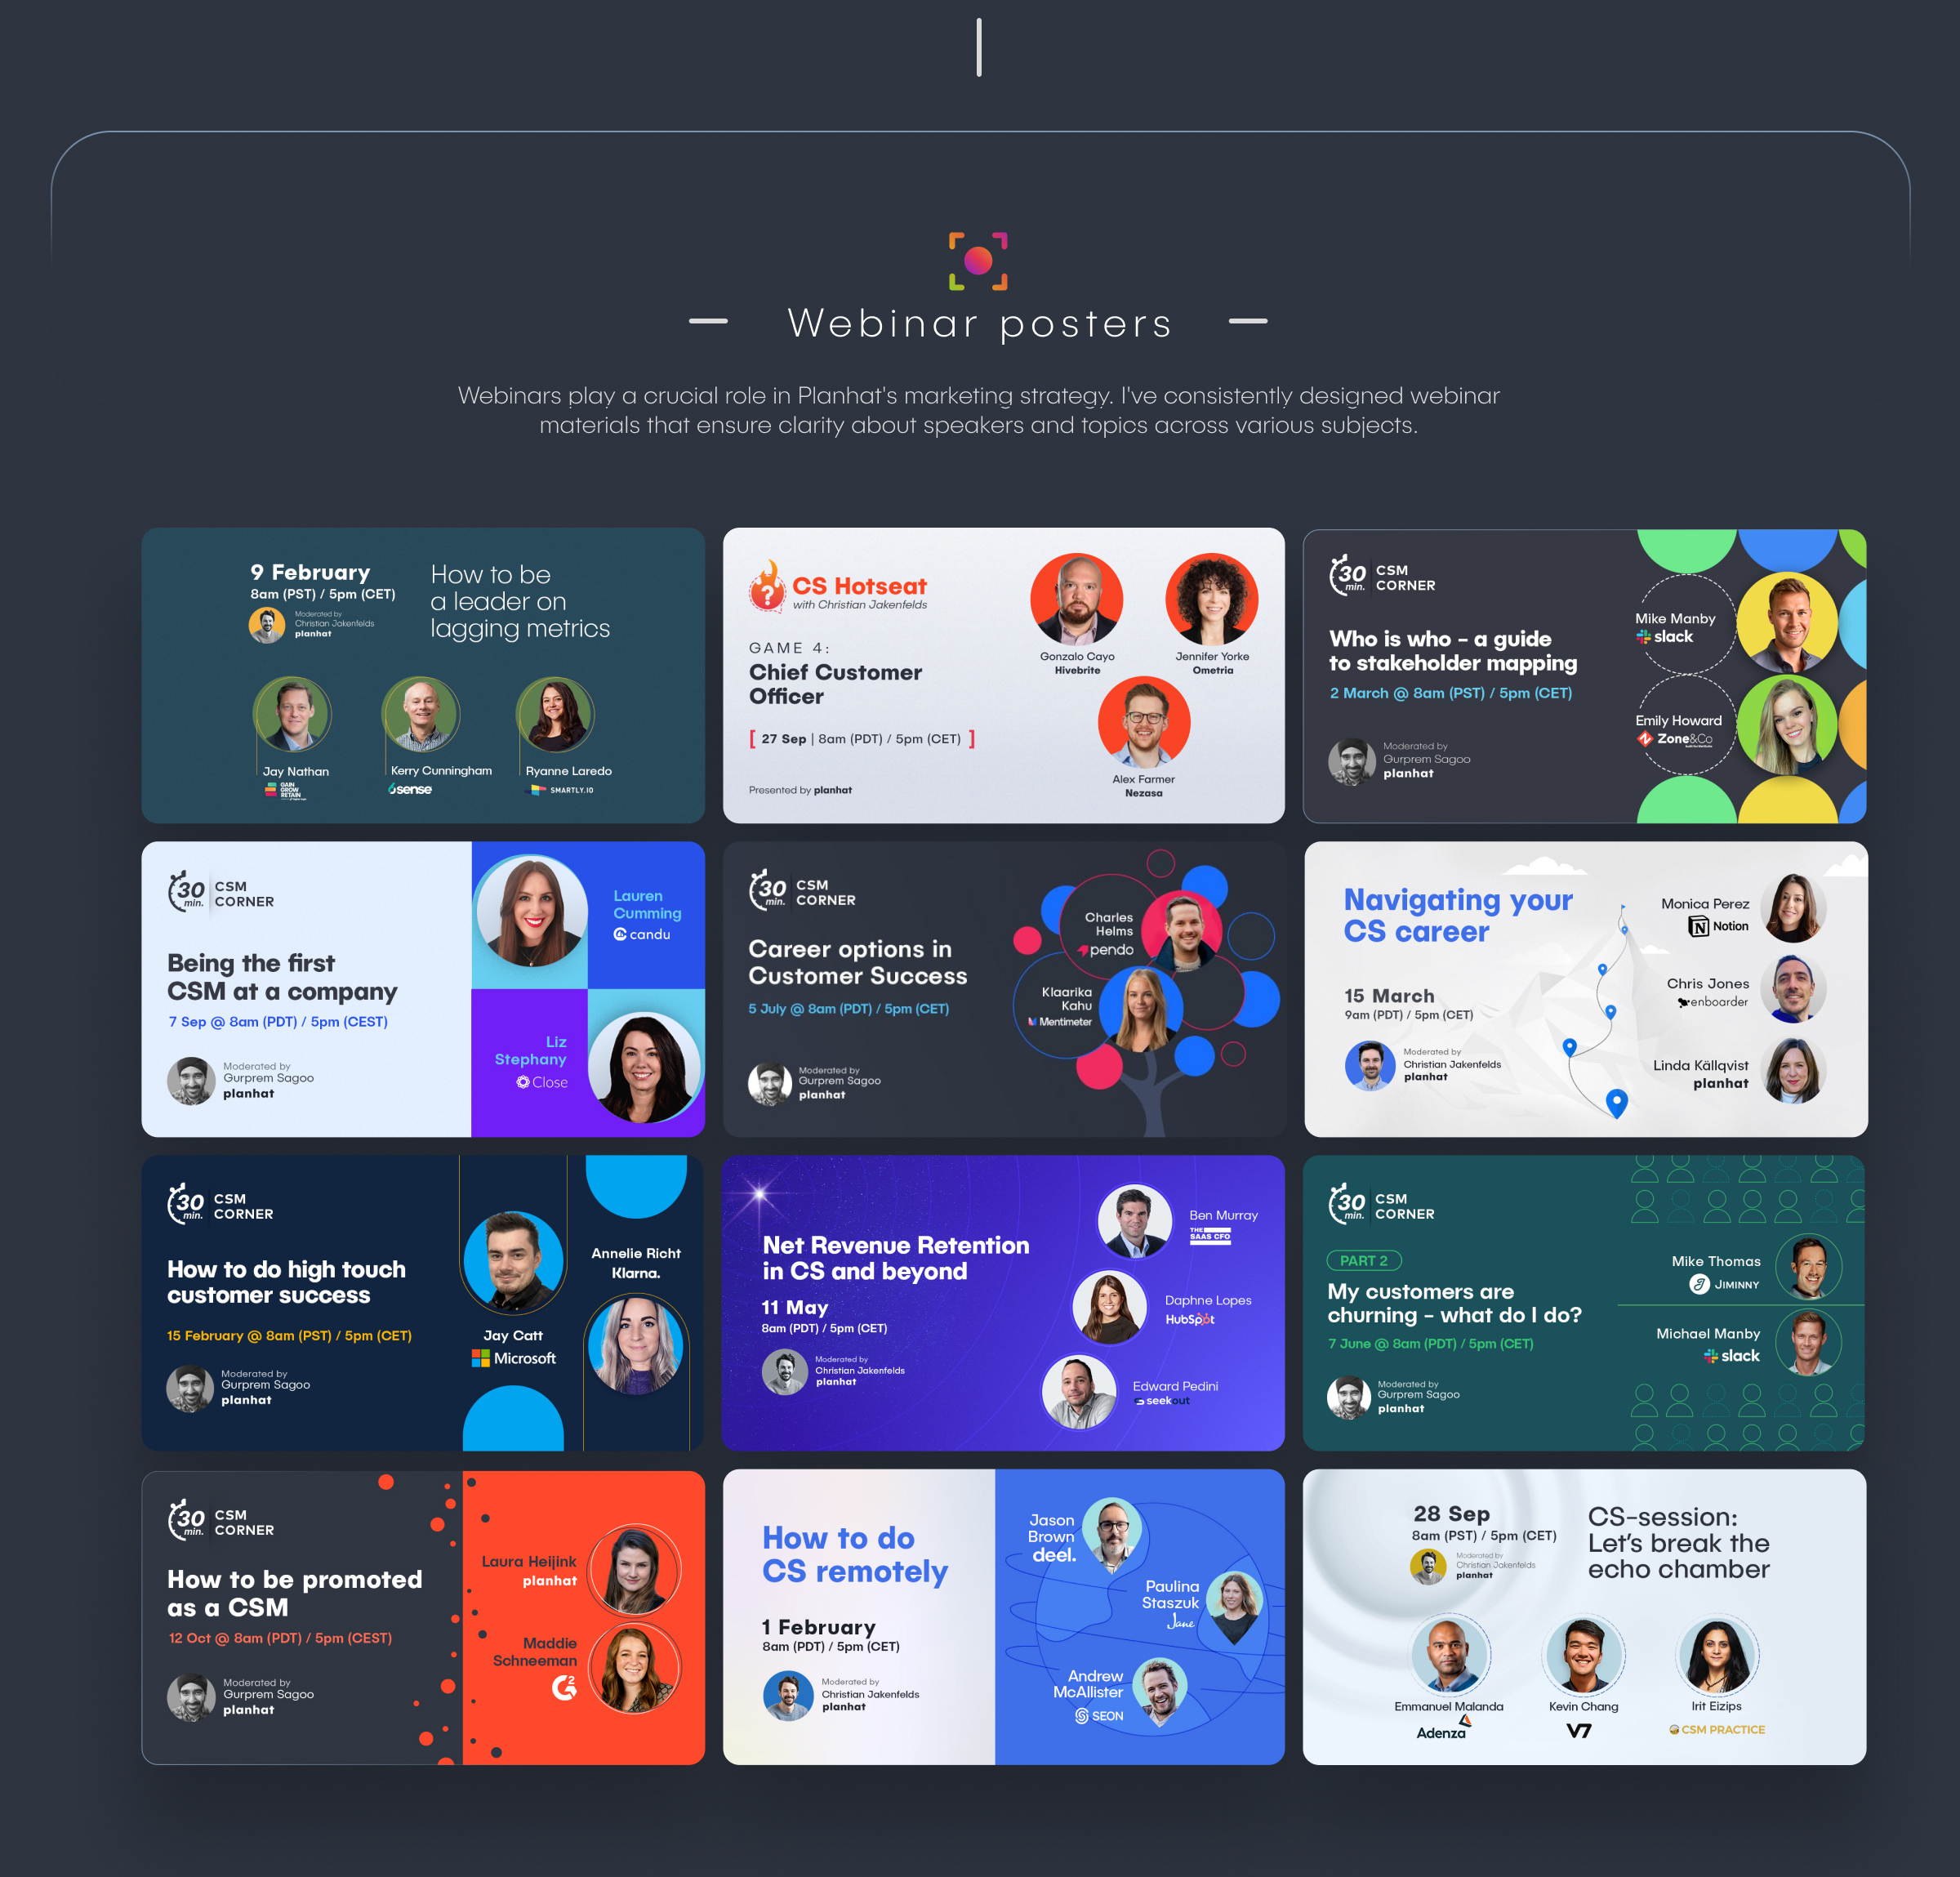 Webinar posters
Webinars play a crucial role in Planhat's marketing strategy. I've consistently designed webinar
materials that ensure clarity about speakers and topics across various subjects.
9 February
8am (PST) / 5pm (CET)
Moderated by
Christian Jakenfelds
planhat
How to be
a leader on
lagging metrics
Jay Nathan
GAIN
GROW
RETAIN
Kerry Cunningham
6sense
Ryanne Laredo
SMARTLY.IO
?
CS Hotseat
with Christian Jakenfelds
GAME 4:
Chief Customer
Officer
[ 27 Sep | 8am (PDT) / 5pm (CET) ]
Presented by planhat
Gonzalo Cayo
Hivebrite
Jennifer Yorke
Ometria
Alex Farmer
Nezasa
30 min.
CSM
CORNER
Who is who - a guide
to stakeholder mapping
2 March @ 8am (PST) / 5pm (CET)
Moderated by
Gurprem Sagoo
planhat
Mike Manby
slack
Emily Howard
Zone&Co
30 min.
CSM
CORNER
Being the first
CSM at a company
7 Sep @ 8am (PDT) / 5pm (CEST)
Moderated by
Gurprem Sagoo
planhat
Lauren
Cumming
candu
Liz
Stephany
Close
30 min.
CSM
CORNER
Career options in
Customer Success
5 July @ 8am (PDT) / 5pm (CET)
Moderated by
Gurprem Sagoo
planhat
Charles
Helms
pendo
Klaarika
Kahu
Mentimeter
Navigating your
CS career
15 March
9am (PDT) / 5pm (CET)
Moderated by
Christian Jakenfelds
planhat
Monica Perez
Notion
Chris Jones
enboarder
Linda Källqvist
planhat
30 min.
CSM
CORNER
How to do high touch
customer success
15 February @ 8am (PST) / 5pm (CET)
Moderated by
Gurprem Sagoo
planhat
Jay Catt
Microsoft
Annelie Richt
Klarna.
Net Revenue Retention
in CS and beyond
11 May
8am (PDT) / 5pm (CET)
Moderated by
Christian Jakenfelds
planhat
Ben Murray
THE
SAAS CFO
Daphne Lopes
HubSpot
Edward Pedini
seekout
30 min.
CSM
CORNER
PART 2
My customers are
churning - what do I do?
7 June @ 8am (PDT) / 5pm (CET)
Moderated by
Gurprem Sagoo
planhat
Mike Thomas
JIMINNY
Michael Manby
slack
30 min.
CSM
CORNER
How to be promoted
as a CSM
12 Oct @ 8am (PDT) / 5pm (CEST)
Moderated by
Gurprem Sagoo
planhat
Laura Heijink
planhat
Maddie
Schneeman
G2
How to do
CS remotely
1 February
8am (PDT) / 5pm (CET)
Moderated by
Christian Jakenfelds
planhat
Jason
Brown
deel.
Paulina
Staszuk
Jane
Andrew
McAllister
SEON
28 Sep
8am (PST) / 5pm (CET)
Moderated by
Christian Jakenfelds
planhat
CS-session:
Let's break the
echo chamber
Emmanuel Malanda
Adenza
Kevin Chang
V7
Irit Eizips
CSM PRACTICE